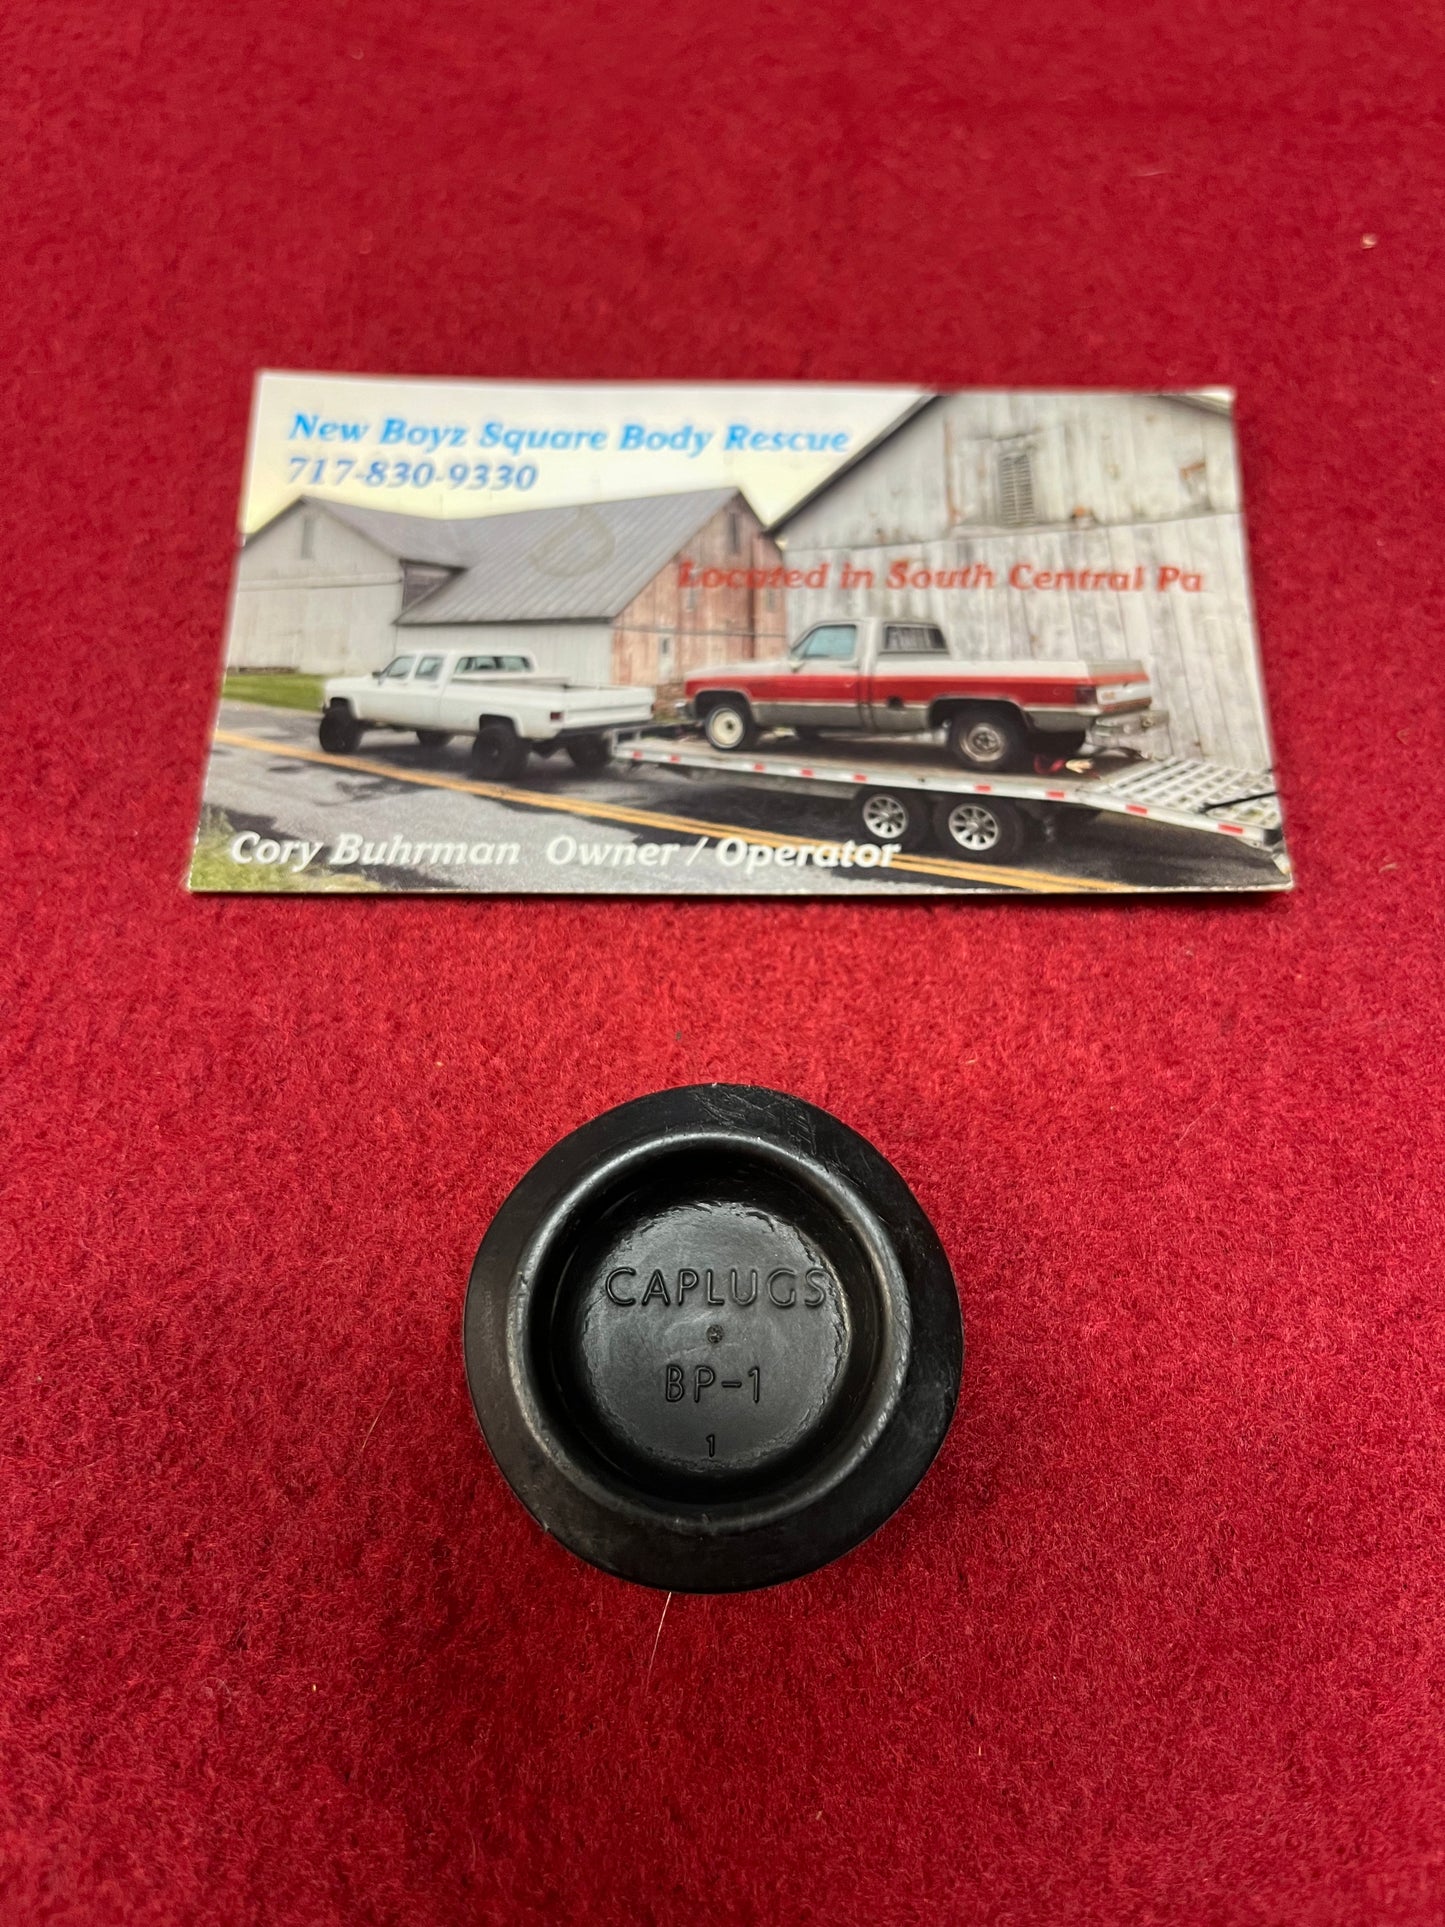 New Boyz Square Body Rescue
717-830-9330
Located in South Central Pa
Cory Buhrman Owner / Operator
CAPLUGS
BP-1
1